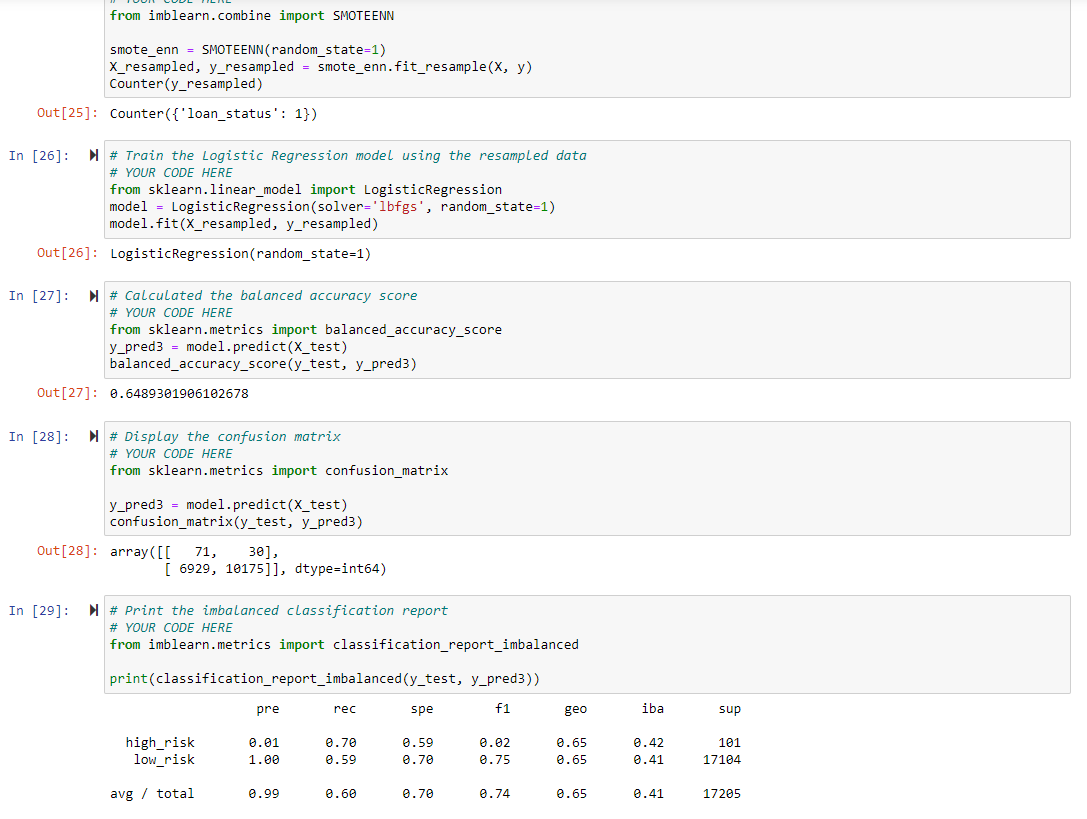 # YOUR CODE HERE
from imblearn.combine import SMOTEENN
smote_enn = SMOTEENN(random_state=1)
X_resampled, y_resampled = smote_enn.fit_resample(X, y)
Counter(y_resampled)
Out[25]: Counter({'loan_status': 1})
In [26]: # Train the Logistic Regression model using the resampled data
# YOUR CODE HERE
from sklearn.linear_model import LogisticRegression
model = LogisticRegression(solver='lbfgs', random_state=1)
model.fit(X_resampled, y_resampled)
Out[26]: LogisticRegression(random_state=1)
In [27]: # Calculated the balanced accuracy score
# YOUR CODE HERE
from sklearn.metrics import balanced_accuracy_score
y_pred3 = model.predict(X_test)
balanced_accuracy_score(y_test, y_pred3)
Out[27]: 0.6489301906102678
In [28]: # Display the confusion matrix
# YOUR CODE HERE
from sklearn.metrics import confusion_matrix
y_pred3 = model.predict(X_test)
confusion_matrix(y_test, y_pred3)
Out[28]: array([[   71,    30],
       [ 6929, 10175]], dtype=int64)
In [29]: # Print the imbalanced classification report
# YOUR CODE HERE
from imblearn.metrics import classification_report_imbalanced
print(classification_report_imbalanced(y_test, y_pred3))
pre rec spe f1 geo iba sup
high_risk 0.01 0.70 0.59 0.02 0.65 0.42 101
low_risk 1.00 0.59 0.70 0.75 0.65 0.41 17104
avg / total 0.99 0.60 0.70 0.74 0.65 0.41 17205